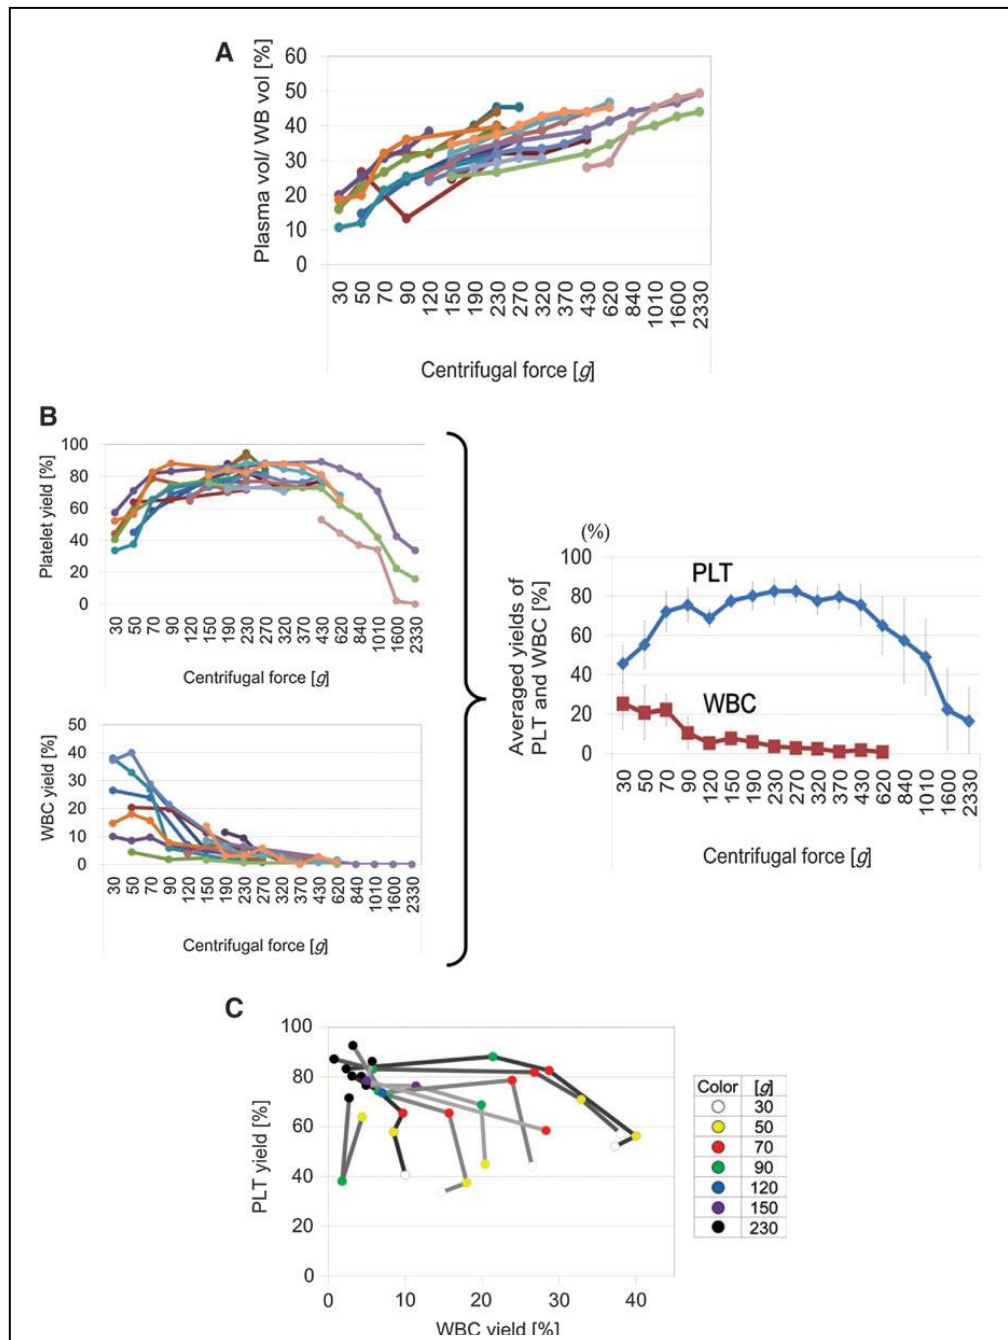 A
Plasma vol/ WB vol [%]
60
50
40
30
20
10
0
30 50 70 90 120 150 190 230 270 320 370 430 620 840 1010 1600 2330
Centrifugal force [g]
B
Platelet yield [%]
100
80
60
40
20
0
30 50 70 90 120 150 190 230 270 320 370 430 620 840 1010 1600 2330
Centrifugal force [g]
WBC yield [%]
50
40
30
20
10
0
30 50 70 90 120 150 190 230 270 320 370 430 620 840 1010 1600 2330
Centrifugal force [g]
(%)
Averaged yields of
PLT and WBC [%]
100
80
60
40
20
0
PLT
WBC
30 50 70 90 120 150 190 230 270 320 370 430 620 840 1010 1600 2330
Centrifugal force [g]
C
PLT yield [%]
100
80
60
40
20
0
0 10 20 30 40
WBC yield [%]
Color [g]
30
50
70
90
120
150
230